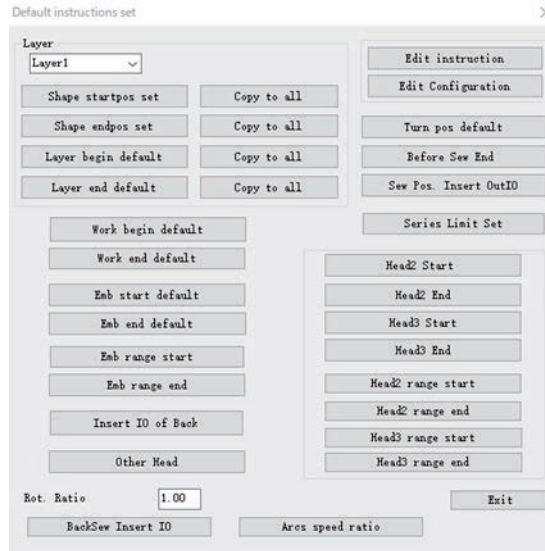 Default instructions set
Layer
Layer1
Shape startpos set
Copy to all
Shape endpos set
Copy to all
Layer begin default
Copy to all
Layer end default
Copy to all
Edit instruction
Edit Configuration
Turn pos default
Before Sew End
Sew Pos. Insert OutIO
Series Limit Set
Work begin default
Work end default
Emb start default
Emb end default
Emb range start
Emb range end
Insert IO of Back
Other Head
Head2 Start
Head2 End
Head3 Start
Head3 End
Head2 range start
Head2 range end
Head3 range start
Head3 range end
Rot. Ratio
1.00
Exit
BackSew Insert IO
Arcs speed ratio